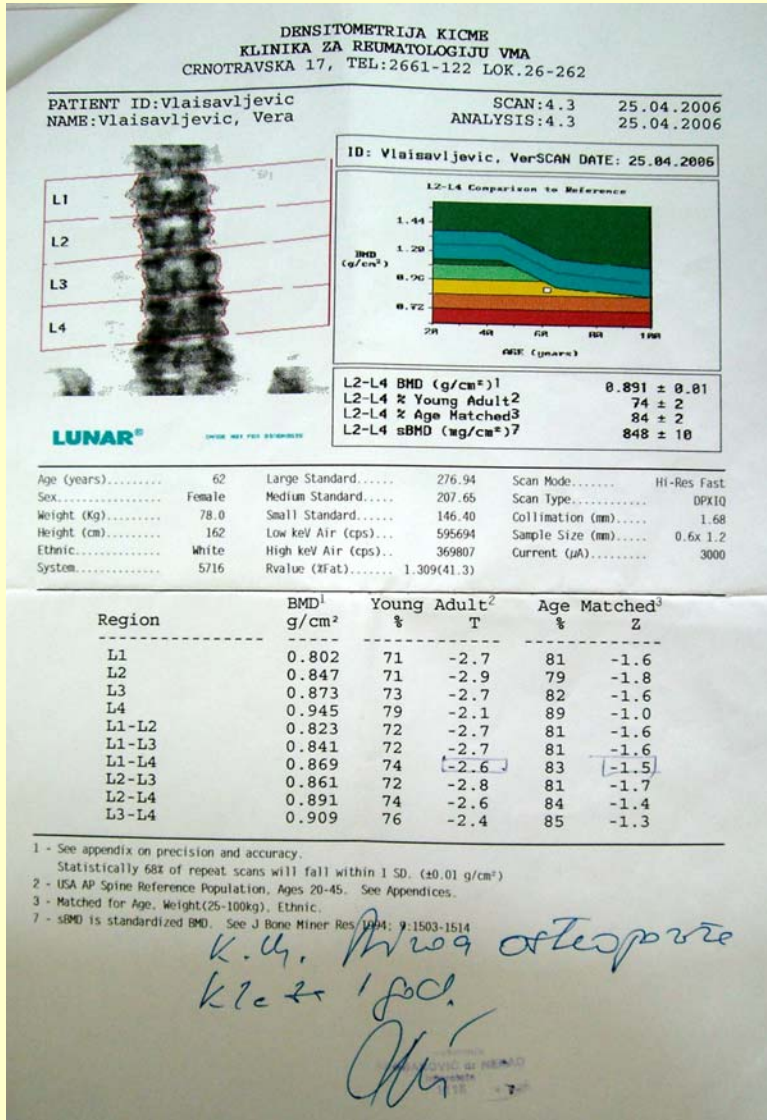 DENSITOMETRIJA KICME
KLINIKA ZA REUMATOLOGIJU VMA
CRNOTRAVSKA 17, TEL:2661-122 LOK.26-262
PATIENT ID:Vlaisavljevic SCAN:4.3 25.04.2006
NAME:Vlaisavljevic, Vera ANALYSIS:4.3 25.04.2006
L1
L2
L3
L4
LUNAR®
ID: Vlaisavljevic, VerSCAN DATE: 25.04.2006
L2-L4 Comparison to Reference
BMD
(g/cm²)
1.44
1.20
0.96
0.72
20 40 60 80 100
AGE (years)
L2-L4 BMD (g/cm²)1 0.891 ± 0.01
L2-L4 % Young Adult2 74 ± 2
L2-L4 % Age Matched3 84 ± 2
L2-L4 sBMD (mg/cm²)7 848 ± 10
Age (years)......... 62 Large Standard...... 276.94 Scan Mode....... Hi-Res Fast
Sex................ Female Medium Standard..... 207.65 Scan Type............ DPXIQ
Weight (Kg)......... 78.0 Small Standard...... 146.40 Collimation (mm)..... 1.68
Height (cm)......... 162 Low keV Air (cps)... 595694 Sample Size (mm)..... 0.6x 1.2
Ethnic............. White High keV Air (cps).. 369807 Current (µA)......... 3000
System............. 5716 Rvalue (%Fat)....... 1.309(41.3)
BMD1 Young Adult2 Age Matched3
Region g/cm² % T % Z
L1 0.802 71 -2.7 81 -1.6
L2 0.847 71 -2.9 79 -1.8
L3 0.873 73 -2.7 82 -1.6
L4 0.945 79 -2.1 89 -1.0
L1-L2 0.823 72 -2.7 81 -1.6
L1-L3 0.841 72 -2.7 81 -1.6
L1-L4 0.869 74 -2.6 83 -1.5
L2-L3 0.861 72 -2.8 81 -1.7
L2-L4 0.891 74 -2.6 84 -1.4
L3-L4 0.909 76 -2.4 85 -1.3
1 - See appendix on precision and accuracy.
Statistically 68% of repeat scans will fall within 1 SD. (±0.01 g/cm²)
2 - USA AP Spine Reference Population, Ages 20-45. See Appendices.
3 - Matched for Age, Weight(25-100kg), Ethnic.
7 - sBMD is standardized BMD. See J Bone Miner Res 1994; 9:1503-1514
osteoporoze
1 god.